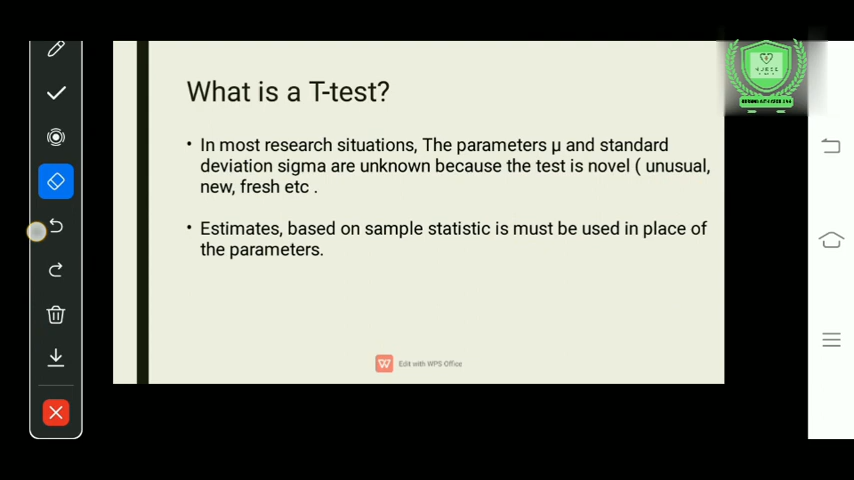 What is a T-test?
• In most research situations, The parameters μ and standard
deviation sigma are unknown because the test is novel ( unusual,
new, fresh etc .
• Estimates, based on sample statistic is must be used in place of
the parameters.
Edit with WPS Office